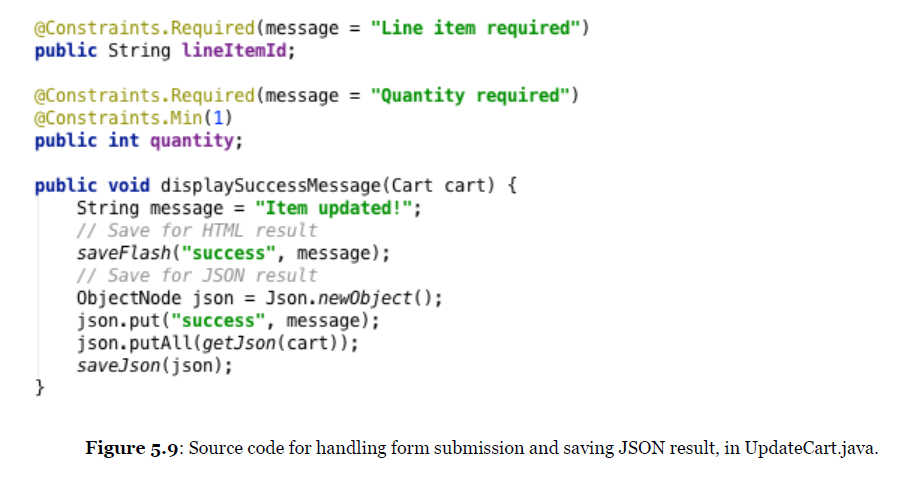 @Constraints.Required(message = "Line item required")
public String lineItemId;
@Constraints.Required(message = "Quantity required")
@Constraints.Min(1)
public int quantity;
public void displaySuccessMessage(Cart cart) {
String message = "Item updated!";
// Save for HTML result
saveFlash("success", message);
// Save for JSON result
ObjectNode json = Json.newObject();
json.put("success", message);
json.putAll(getJson(cart));
saveJson(json);
}
Figure 5.9: Source code for handling form submission and saving JSON result, in UpdateCart.java.